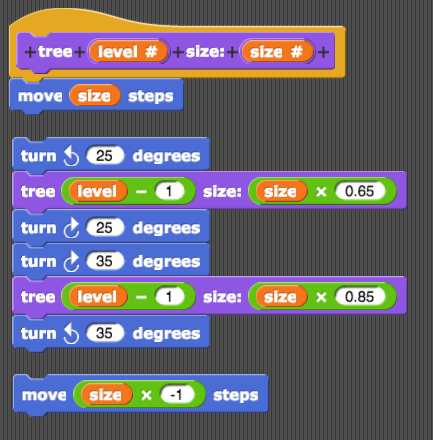 +tree+ level # +size:+ size # +
move size steps
turn ↺ 25 degrees
tree level − 1 size: size × 0.65
turn ↻ 25 degrees
turn ↻ 35 degrees
tree level − 1 size: size × 0.85
turn ↺ 35 degrees
move size × -1 steps